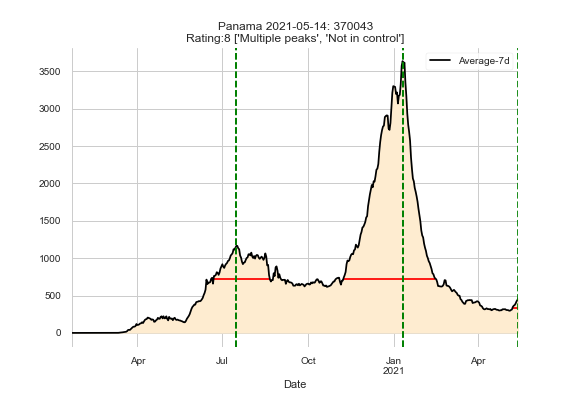 Panama 2021-05-14: 370043
Rating:8 ['Multiple peaks', 'Not in control']
Average-7d
3500
3000
2500
2000
1500
1000
500
0
Apr
Jul
Oct
Jan
2021
Apr
Date